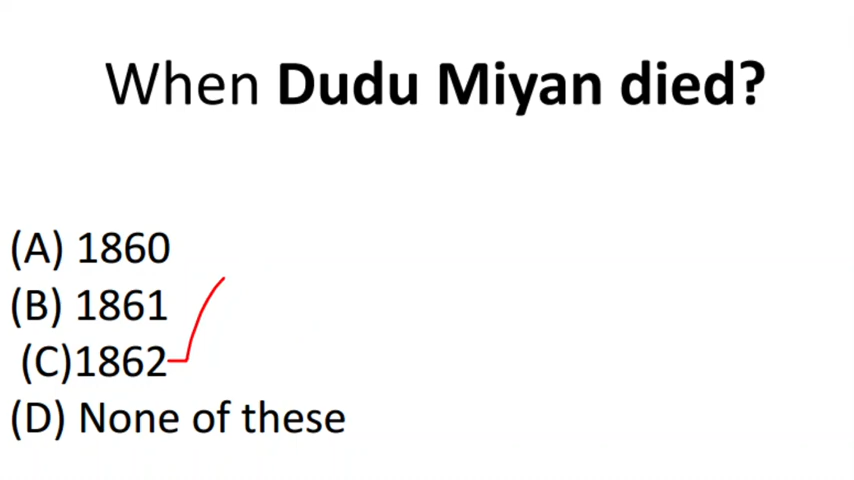 When Dudu Miyan died?
(A) 1860
(B) 1861
(C)1862
(D) None of these